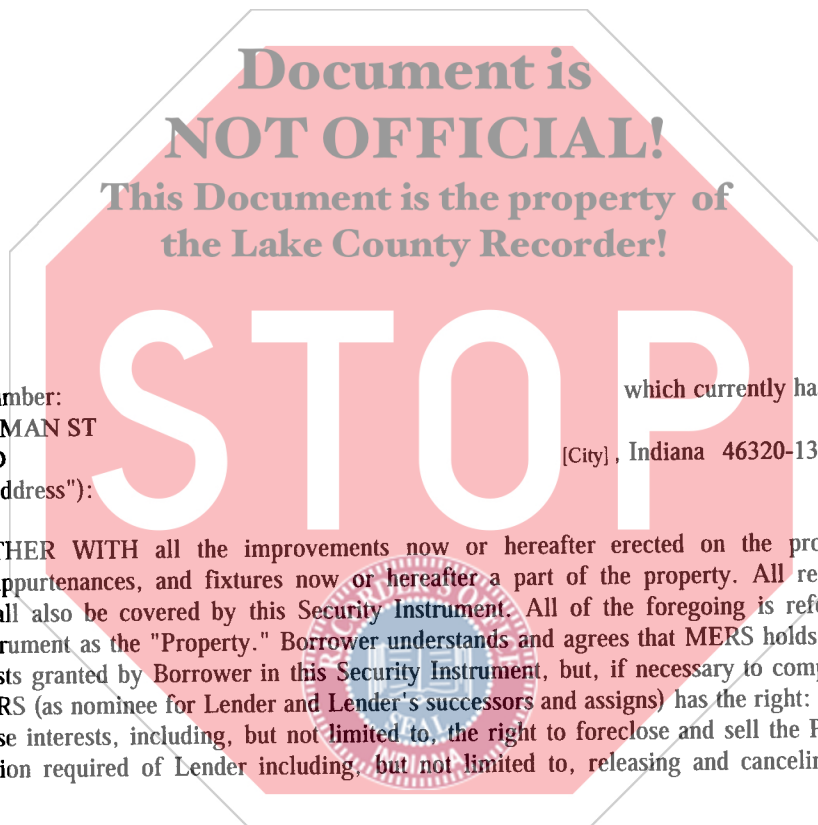 Document is
NOT OFFICIAL!
This Document is the property of
the Lake County Recorder!
STOP
mber: which currently ha
MAN ST
[City] , Indiana 46320-13
ddress"):
THER WITH all the improvements now or hereafter erected on the pro
ppurtenances, and fixtures now or hereafter a part of the property. All re
all also be covered by this Security Instrument. All of the foregoing is refe
rument as the "Property." Borrower understands and agrees that MERS holds
sts granted by Borrower in this Security Instrument, but, if necessary to comp
RS (as nominee for Lender and Lender's successors and assigns) has the right:
se interests, including, but not limited to, the right to foreclose and sell the P
ion required of Lender including, but not limited to, releasing and cancelin
RECORDER'S OFFICE
SEAL
INDIANA